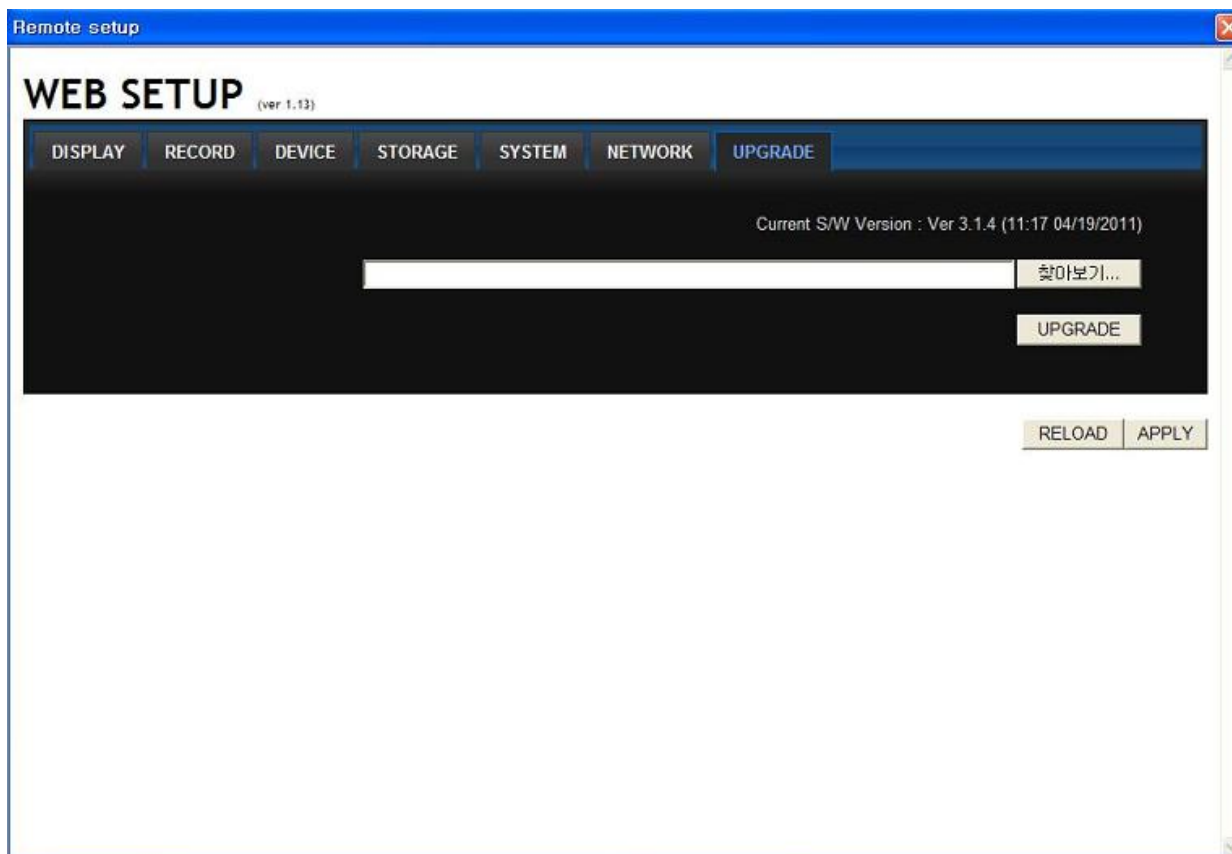 Remote setup
WEB SETUP (ver 1.13)
DISPLAY RECORD DEVICE STORAGE SYSTEM NETWORK UPGRADE
Current S/W Version : Ver 3.1.4 (11:17 04/19/2011)
찾아보기...
UPGRADE
RELOAD APPLY